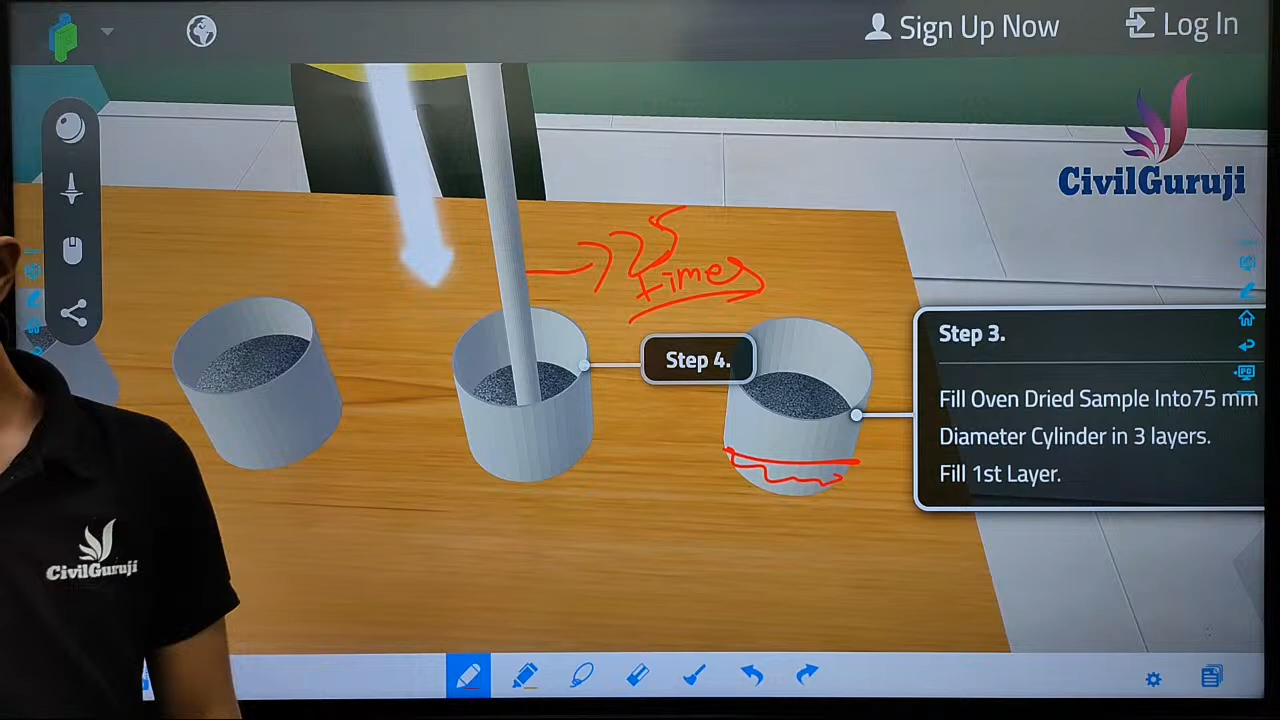 Sign Up Now
Log In
CivilGuruji
25
times
Step 4.
Step 3.
Fill Oven Dried Sample Into75 mm
Diameter Cylinder in 3 layers.
Fill 1st Layer.
CivilGuruji